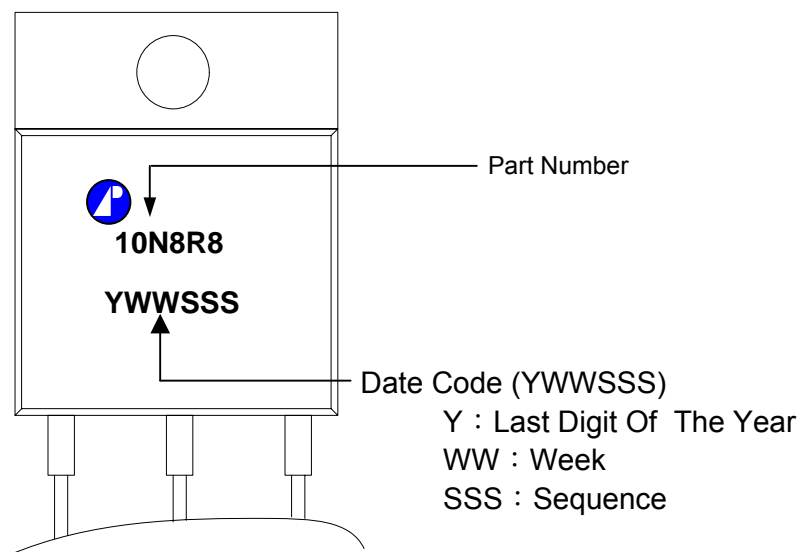 Part Number
10N8R8
YWWSSS
Date Code (YWWSSS)
Y：Last Digit Of The Year
WW：Week
SSS：Sequence